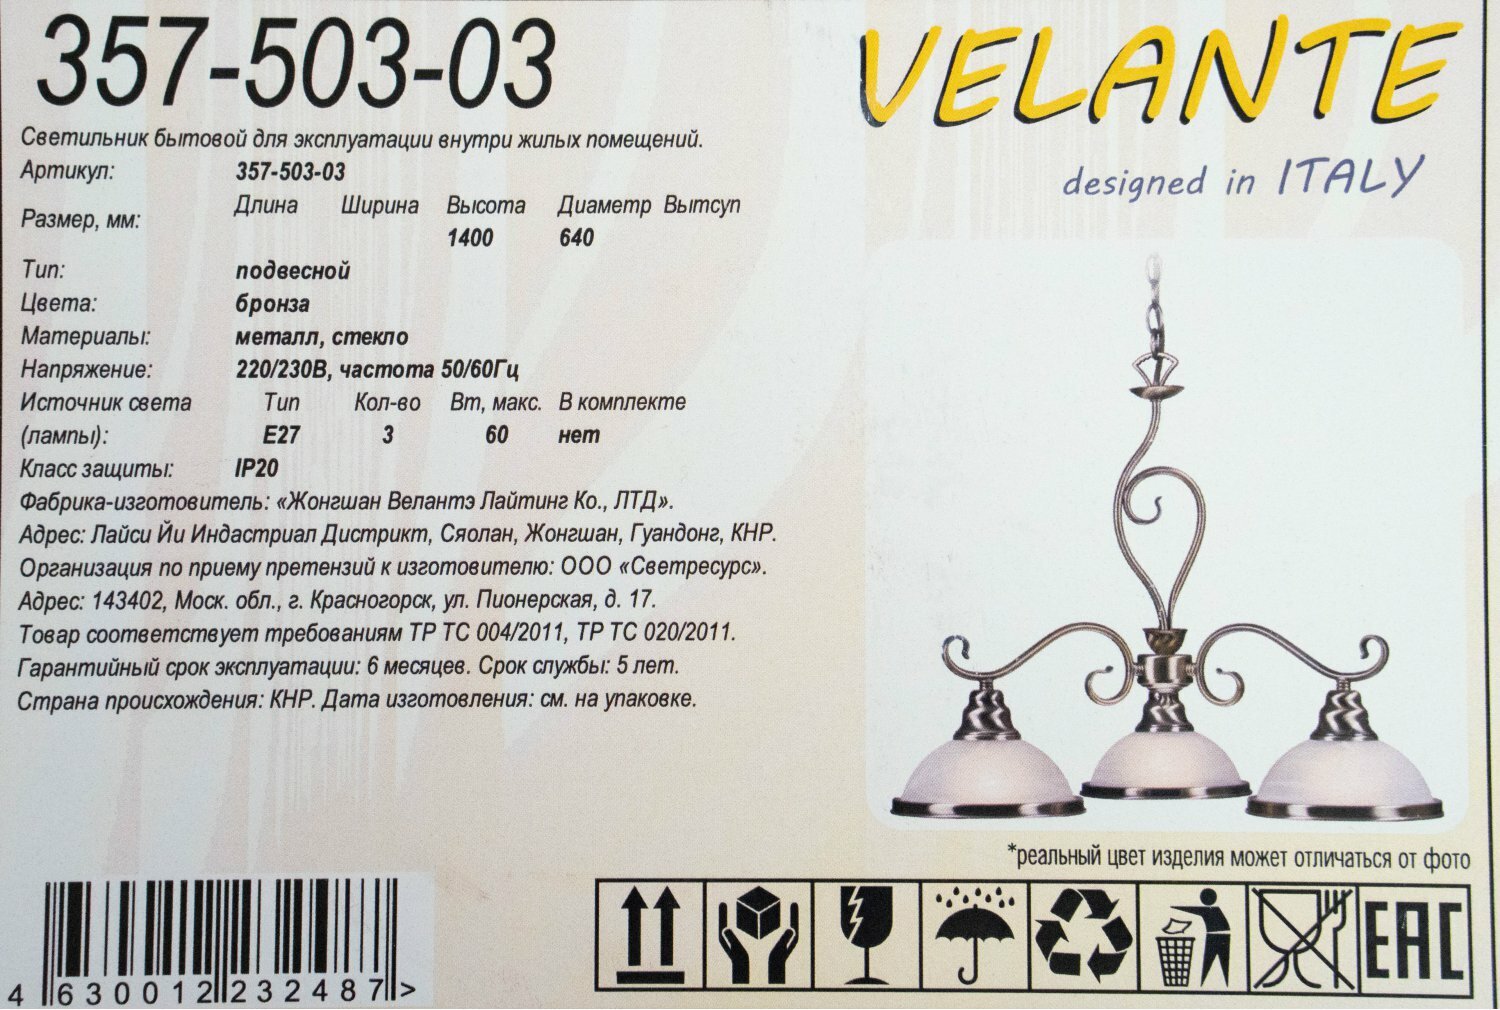 357-503-03
VELANTE
designed in ITALY
Светильник бытовой для эксплуатации внутри жилых помещений.
Артикул: 357-503-03
Размер, мм: Длина Ширина Высота Диаметр Вытсуп
1400 640
Тип: подвесной
Цвета: бронза
Материалы: металл, стекло
Напряжение: 220/230В, частота 50/60Гц
Источник света Тип Кол-во Вт, макс. В комплекте
(лампы): E27 3 60 нет
Класс защиты: IP20
Фабрика-изготовитель: «Жонгшан Велантэ Лайтинг Ко., ЛТД».
Адрес: Лайси Йи Индастриал Дистрикт, Сяолан, Жонгшан, Гуандонг, КНР.
Организация по приему претензий к изготовителю: ООО «Светресурс».
Адрес: 143402, Моск. обл., г. Красногорск, ул. Пионерская, д. 17.
Товар соответствует требованиям ТР ТС 004/2011, ТР ТС 020/2011.
Гарантийный срок эксплуатации: 6 месяцев. Срок службы: 5 лет.
Страна происхождения: КНР. Дата изготовления: см. на упаковке.
*реальный цвет изделия может отличаться от фото
EAC
4 630012 232487 >